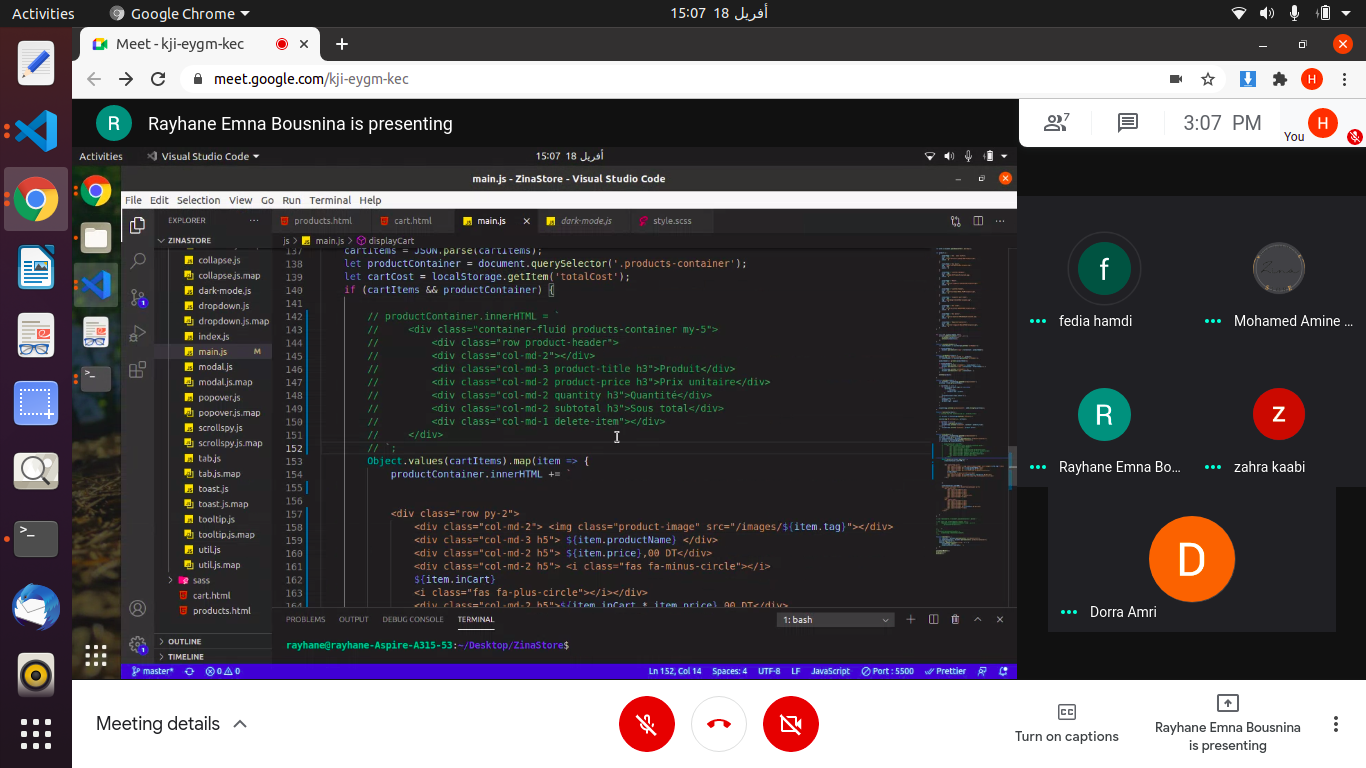 Activities
Google Chrome
15:07 18 أفريل
Meet - kji-eygm-kec
meet.google.com/kji-eygm-kec
H
R
Rayhane Emna Bousnina is presenting
7
3:07 PM
You
H
Activities
Visual Studio Code
15:07 18 أفريل
main.js - ZinaStore - Visual Studio Code
File Edit Selection View Go Run Terminal Help
EXPLORER
products.html
cart.html
main.js
dark-mode.js
style.scss
ZINASTORE
js > main.js > displayCart
collapse.js
collapse.js.map
dark-mode.js
dropdown.js
dropdown.js.map
index.js
main.js M
modal.js
modal.js.map
popover.js
popover.js.map
scrollspy.js
scrollspy.js.map
tab.js
tab.js.map
toast.js
toast.js.map
tooltip.js
tooltip.js.map
util.js
util.js.map
sass
cart.html
products.html
OUTLINE
TIMELINE
1
1
137 cartItems = JSON.parse(cartItems);
138 let productContainer = document.querySelector('.products-container');
139 let cartCost = localStorage.getItem('totalCost');
140 if (cartItems && productContainer) {
141
142 // productContainer.innerHTML = `
143 // <div class="container-fluid products-container my-5">
144 // <div class="row product-header">
145 // <div class="col-md-2"></div>
146 // <div class="col-md-3 product-title h3">Produit</div>
147 // <div class="col-md-2 product-price h3">Prix unitaire</div>
148 // <div class="col-md-2 quantity h3">Quantité</div>
149 // <div class="col-md-2 subtotal h3">Sous total</div>
150 // <div class="col-md-1 delete-item"></div>
151 // </div>
152 // `;
153 Object.values(cartItems).map(item => {
154 productContainer.innerHTML += `
155
156
157 <div class="row py-2">
158 <div class="col-md-2"> <img class="product-image" src="/images/${item.tag}"></div>
159 <div class="col-md-3 h5"> ${item.productName} </div>
160 <div class="col-md-2 h5"> ${item.price},00 DT</div>
161 <div class="col-md-2 h5"> <i class="fas fa-minus-circle"></i>
162 ${item.inCart}
163 <i class="fas fa-plus-circle"></i></div>
164 <div class="col-md-2 h5">${item.inCart * item.price},00 DT</div>
PROBLEMS OUTPUT DEBUG CONSOLE TERMINAL
1: bash
rayhane@rayhane-Aspire-A315-53:~/Desktop/ZinaStore$
master*
0 0
Ln 152, Col 14
Spaces: 4
UTF-8
LF
JavaScript
Port : 5500
Prettier
f
fedia hamdi
Mohamed Amine ...
R
Rayhane Emna Bo...
z
zahra kaabi
D
Dorra Amri
Meeting details
CC
Turn on captions
Rayhane Emna Bousnina
is presenting